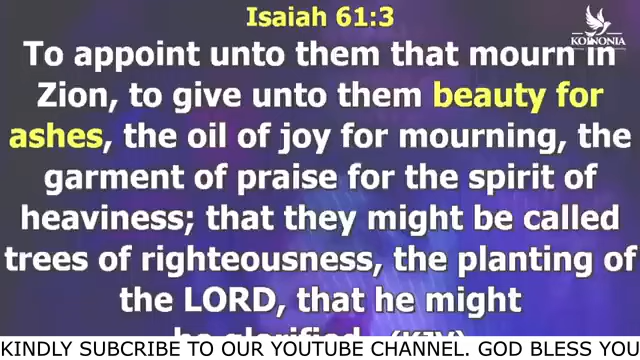 Isaiah 61:3
KOINONIA
To appoint unto them that mourn in
Zion, to give unto them beauty for
ashes, the oil of joy for mourning, the
garment of praise for the spirit of
heaviness; that they might be called
trees of righteousness, the planting of
the LORD, that he might
be glorified. (KJV)
KINDLY SUBCRIBE TO OUR YOUTUBE CHANNEL. GOD BLESS YOU